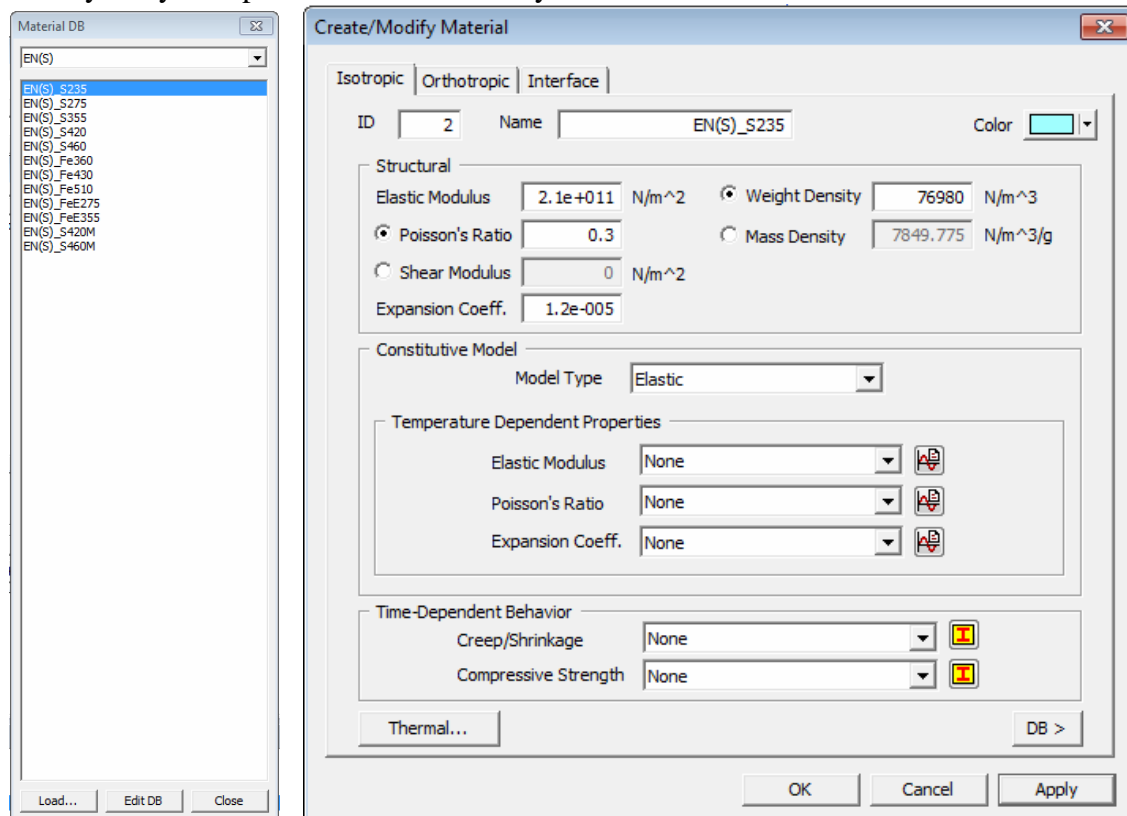 Material DB
EN(S)
EN(S)_S235
EN(S)_S275
EN(S)_S355
EN(S)_S420
EN(S)_S460
EN(S)_Fe360
EN(S)_Fe430
EN(S)_Fe510
EN(S)_FeE275
EN(S)_FeE355
EN(S)_S420M
EN(S)_S460M
Load... Edit DB Close
Create/Modify Material
Isotropic Orthotropic Interface
ID 2 Name EN(S)_S235 Color
Structural
Elastic Modulus 2.1e+011 N/m^2 Weight Density 76980 N/m^3
Poisson's Ratio 0.3 Mass Density 7849.775 N/m^3/g
Shear Modulus 0 N/m^2
Expansion Coeff. 1.2e-005
Constitutive Model
Model Type Elastic
Temperature Dependent Properties
Elastic Modulus None
Poisson's Ratio None
Expansion Coeff. None
Time-Dependent Behavior
Creep/Shrinkage None
Compressive Strength None
Thermal... DB >
OK Cancel Apply